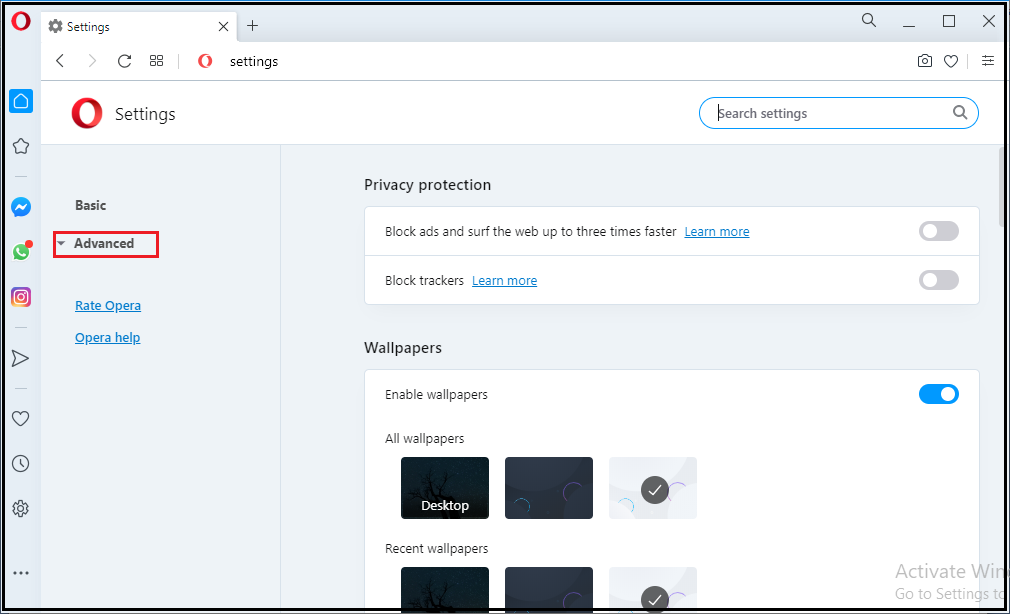 Settings
settings
Settings
Search settings
Basic
Advanced
Rate Opera
Opera help
Privacy protection
Block ads and surf the web up to three times faster Learn more
Block trackers Learn more
Wallpapers
Enable wallpapers
All wallpapers
Desktop
Recent wallpapers
Activate Win
Go to Settings to